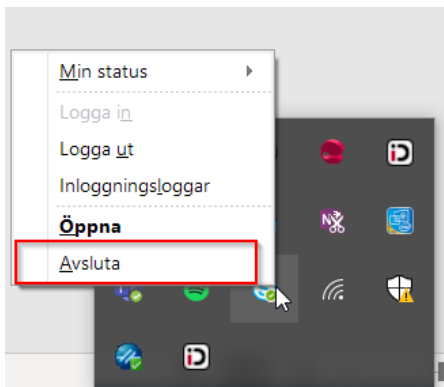 Min status
Logga in
Logga ut
Inloggningsloggar
Öppna
Avsluta